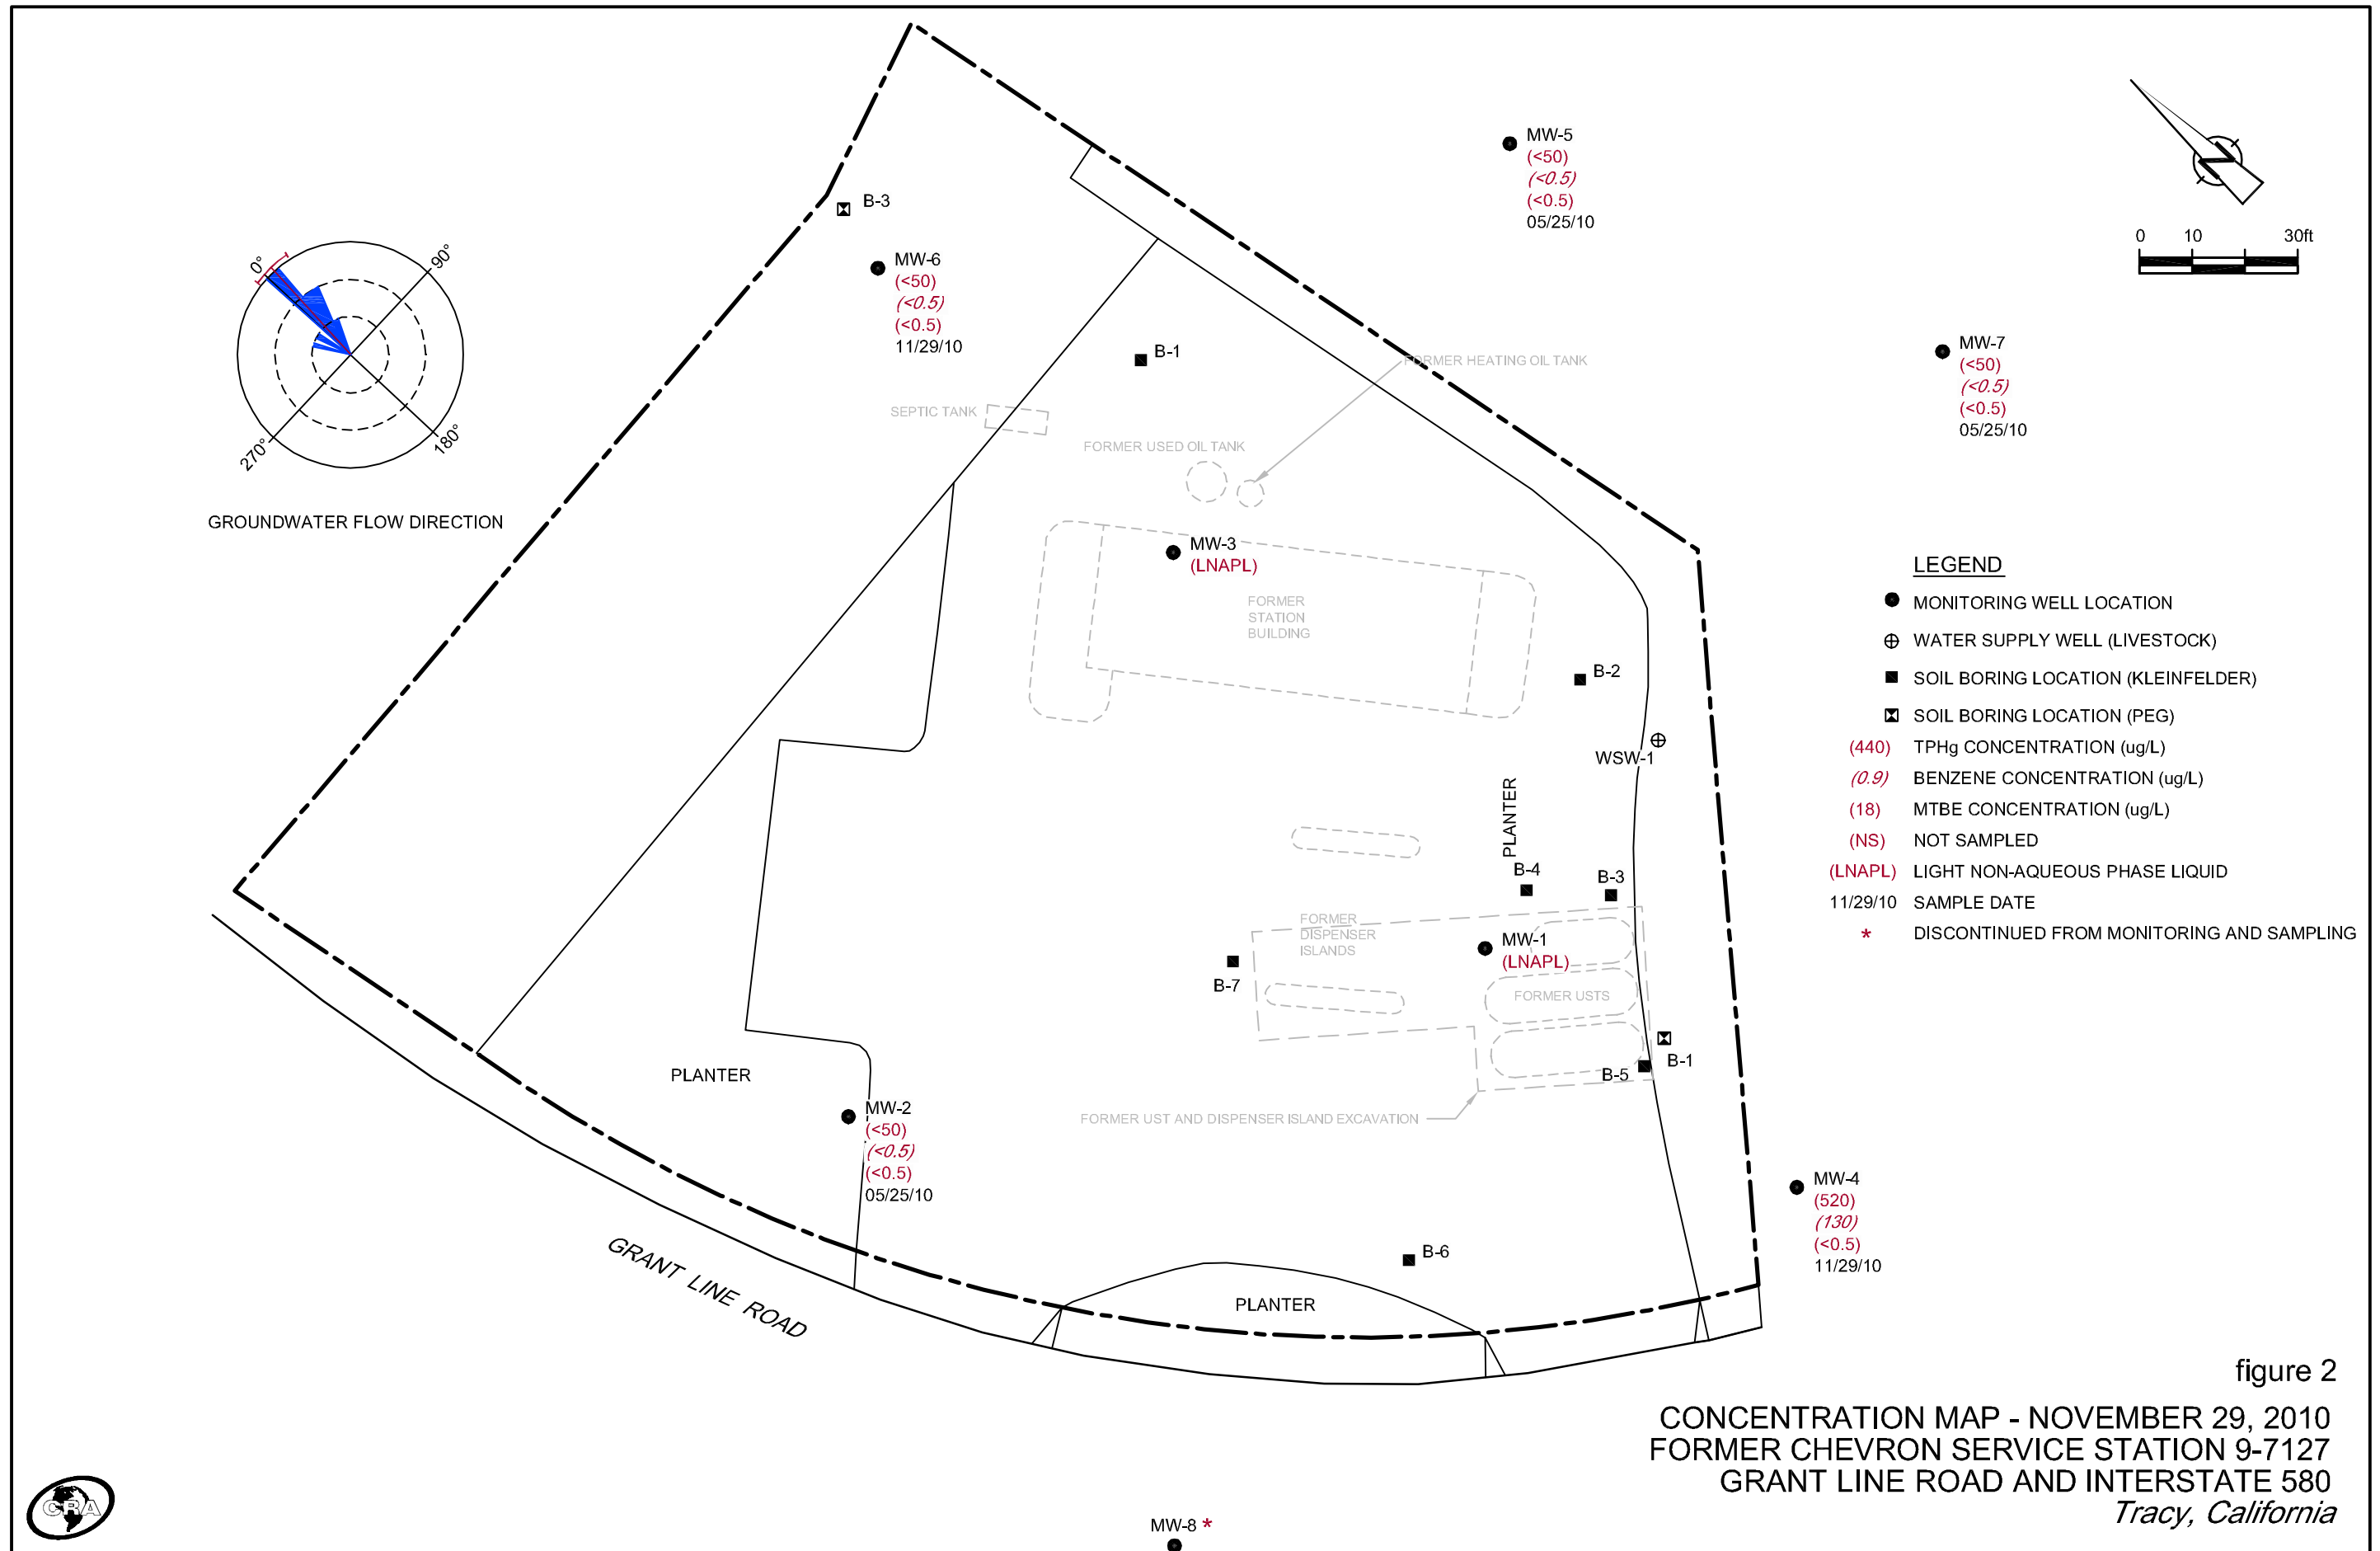 MW-5
(<50)
(<0.5)
(<0.5)
05/25/10
B-3
0
10
30ft
0°
90°
270°
180°
GROUNDWATER FLOW DIRECTION
MW-6
(<50)
(<0.5)
(<0.5)
11/29/10
B-1
FORMER HEATING OIL TANK
MW-7
(<50)
(<0.5)
(<0.5)
05/25/10
SEPTIC TANK
FORMER USED OIL TANK
MW-3
(LNAPL)
FORMER
STATION
BUILDING
B-2
WSW-1
PLANTER
B-4
B-3
FORMER
DISPENSER
ISLANDS
MW-1
(LNAPL)
B-7
FORMER USTS
B-1
B-5
PLANTER
FORMER UST AND DISPENSER ISLAND EXCAVATION
MW-2
(<50)
(<0.5)
(<0.5)
05/25/10
MW-4
(520)
(130)
(<0.5)
11/29/10
B-6
PLANTER
GRANT LINE ROAD
MW-8 *
LEGEND
MONITORING WELL LOCATION
WATER SUPPLY WELL (LIVESTOCK)
SOIL BORING LOCATION (KLEINFELDER)
SOIL BORING LOCATION (PEG)
(440) TPHg CONCENTRATION (ug/L)
(0.9) BENZENE CONCENTRATION (ug/L)
(18) MTBE CONCENTRATION (ug/L)
(NS) NOT SAMPLED
(LNAPL) LIGHT NON-AQUEOUS PHASE LIQUID
11/29/10 SAMPLE DATE
* DISCONTINUED FROM MONITORING AND SAMPLING
figure 2
CONCENTRATION MAP - NOVEMBER 29, 2010
FORMER CHEVRON SERVICE STATION 9-7127
GRANT LINE ROAD AND INTERSTATE 580
Tracy, California
CRA
N